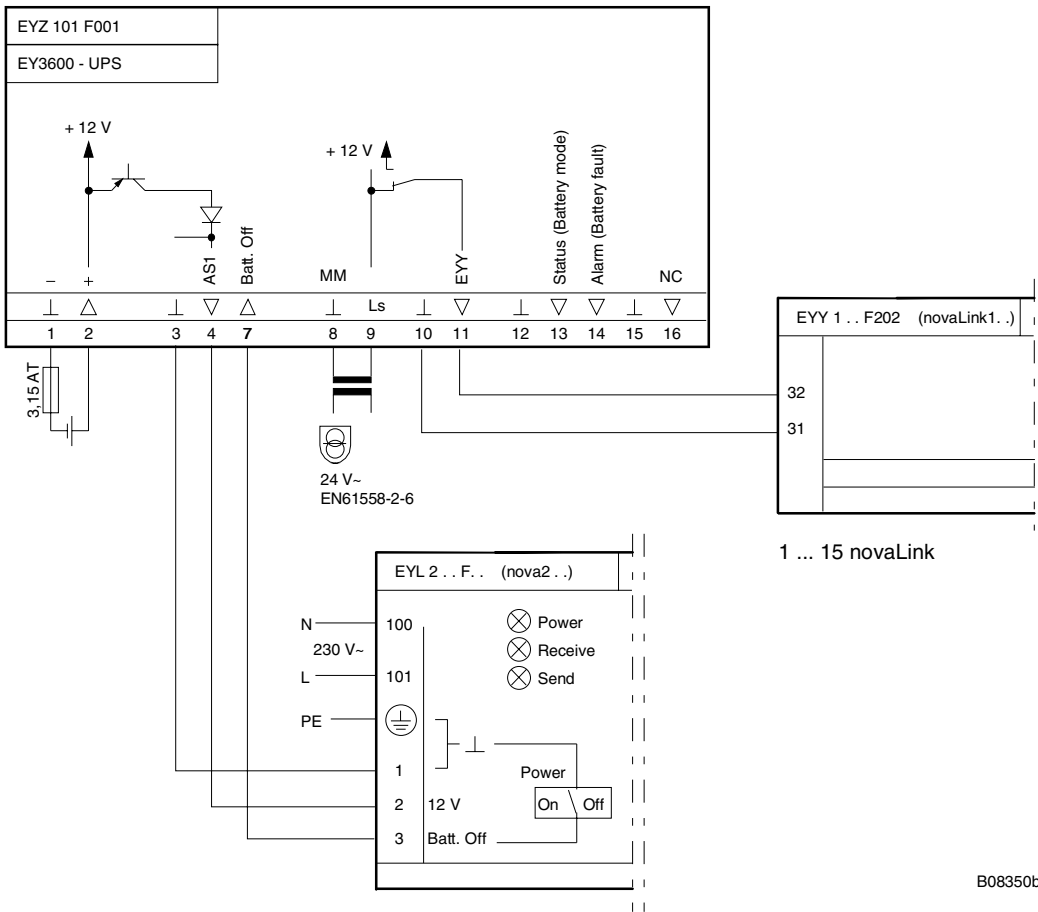 EYZ 101 F001
EY3600 - UPS
+ 12 V
+ 12 V
– +
AS1
Batt. Off
MM
Ls
EYY
Status (Battery mode)
Alarm (Battery fault)
NC
1 2 3 4 7 8 9 10 11 12 13 14 15 16
3,15 AT
24 V~
EN61558-2-6
EYY 1 . . F202 (novaLink1. .)
32
31
1 ... 15 novaLink
EYL 2 . . F. . (nova2 . .)
N 100
230 V~
L 101
PE
Power
Receive
Send
1
2 12 V
3 Batt. Off
Power
On Off
B08350b